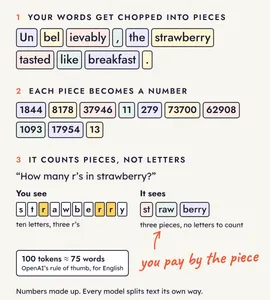 1 YOUR WORDS GET CHOPPED INTO PIECES
Un bel ievably , the strawberry
tasted like breakfast .
2 EACH PIECE BECOMES A NUMBER
1844 8178 37946 11 279 73700 62908
1093 17954 13
3 IT COUNTS PIECES, NOT LETTERS
“How many r's in strawberry?”
You see
s t r a w b e r r y
ten letters, three r's
It sees
st raw berry
three pieces, no letters to count
you pay by the piece
100 tokens ≈ 75 words
OpenAI's rule of thumb, for English
Numbers made up. Every model splits text its own way.